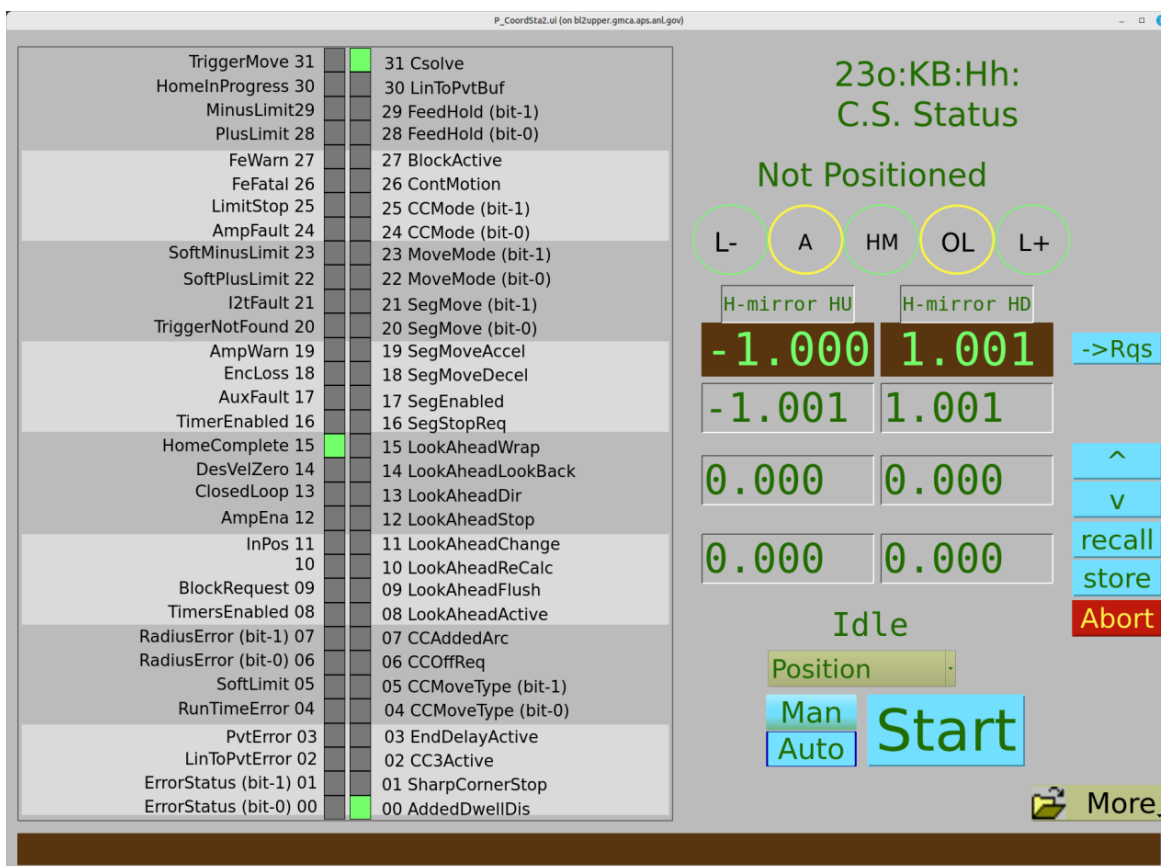 P_CoordSta2.ui (on bl2upper.gmca.aps.anl.gov)
TriggerMove 31
31 Csolve
HomeInProgress 30
30 LinToPvtBuf
MinusLimit29
29 FeedHold (bit-1)
PlusLimit 28
28 FeedHold (bit-0)
FeWarn 27
27 BlockActive
FeFatal 26
26 ContMotion
LimitStop 25
25 CCMode (bit-1)
AmpFault 24
24 CCMode (bit-0)
SoftMinusLimit 23
23 MoveMode (bit-1)
SoftPlusLimit 22
22 MoveMode (bit-0)
I2tFault 21
21 SegMove (bit-1)
TriggerNotFound 20
20 SegMove (bit-0)
AmpWarn 19
19 SegMoveAccel
EncLoss 18
18 SegMoveDecel
AuxFault 17
17 SegEnabled
TimerEnabled 16
16 SegStopReq
HomeComplete 15
15 LookAheadWrap
DesVelZero 14
14 LookAheadLookBack
ClosedLoop 13
13 LookAheadDir
AmpEna 12
12 LookAheadStop
InPos 11
11 LookAheadChange
10
10 LookAheadReCalc
BlockRequest 09
09 LookAheadFlush
TimersEnabled 08
08 LookAheadActive
RadiusError (bit-1) 07
07 CCAddedArc
RadiusError (bit-0) 06
06 CCOffReq
SoftLimit 05
05 CCMoveType (bit-1)
RunTimeError 04
04 CCMoveType (bit-0)
PvtError 03
03 EndDelayActive
LinToPvtError 02
02 CC3Active
ErrorStatus (bit-1) 01
01 SharpCornerStop
ErrorStatus (bit-0) 00
00 AddedDwellDis
23o:KB:Hh:
C.S. Status
Not Positioned
L- A HM OL L+
H-mirror HU H-mirror HD
-1.000 1.001 ->Rqs
-1.001 1.001
0.000 0.000
^
v
recall
0.000 0.000
store
Abort
Idle
Position
Man
Auto
Start
More_